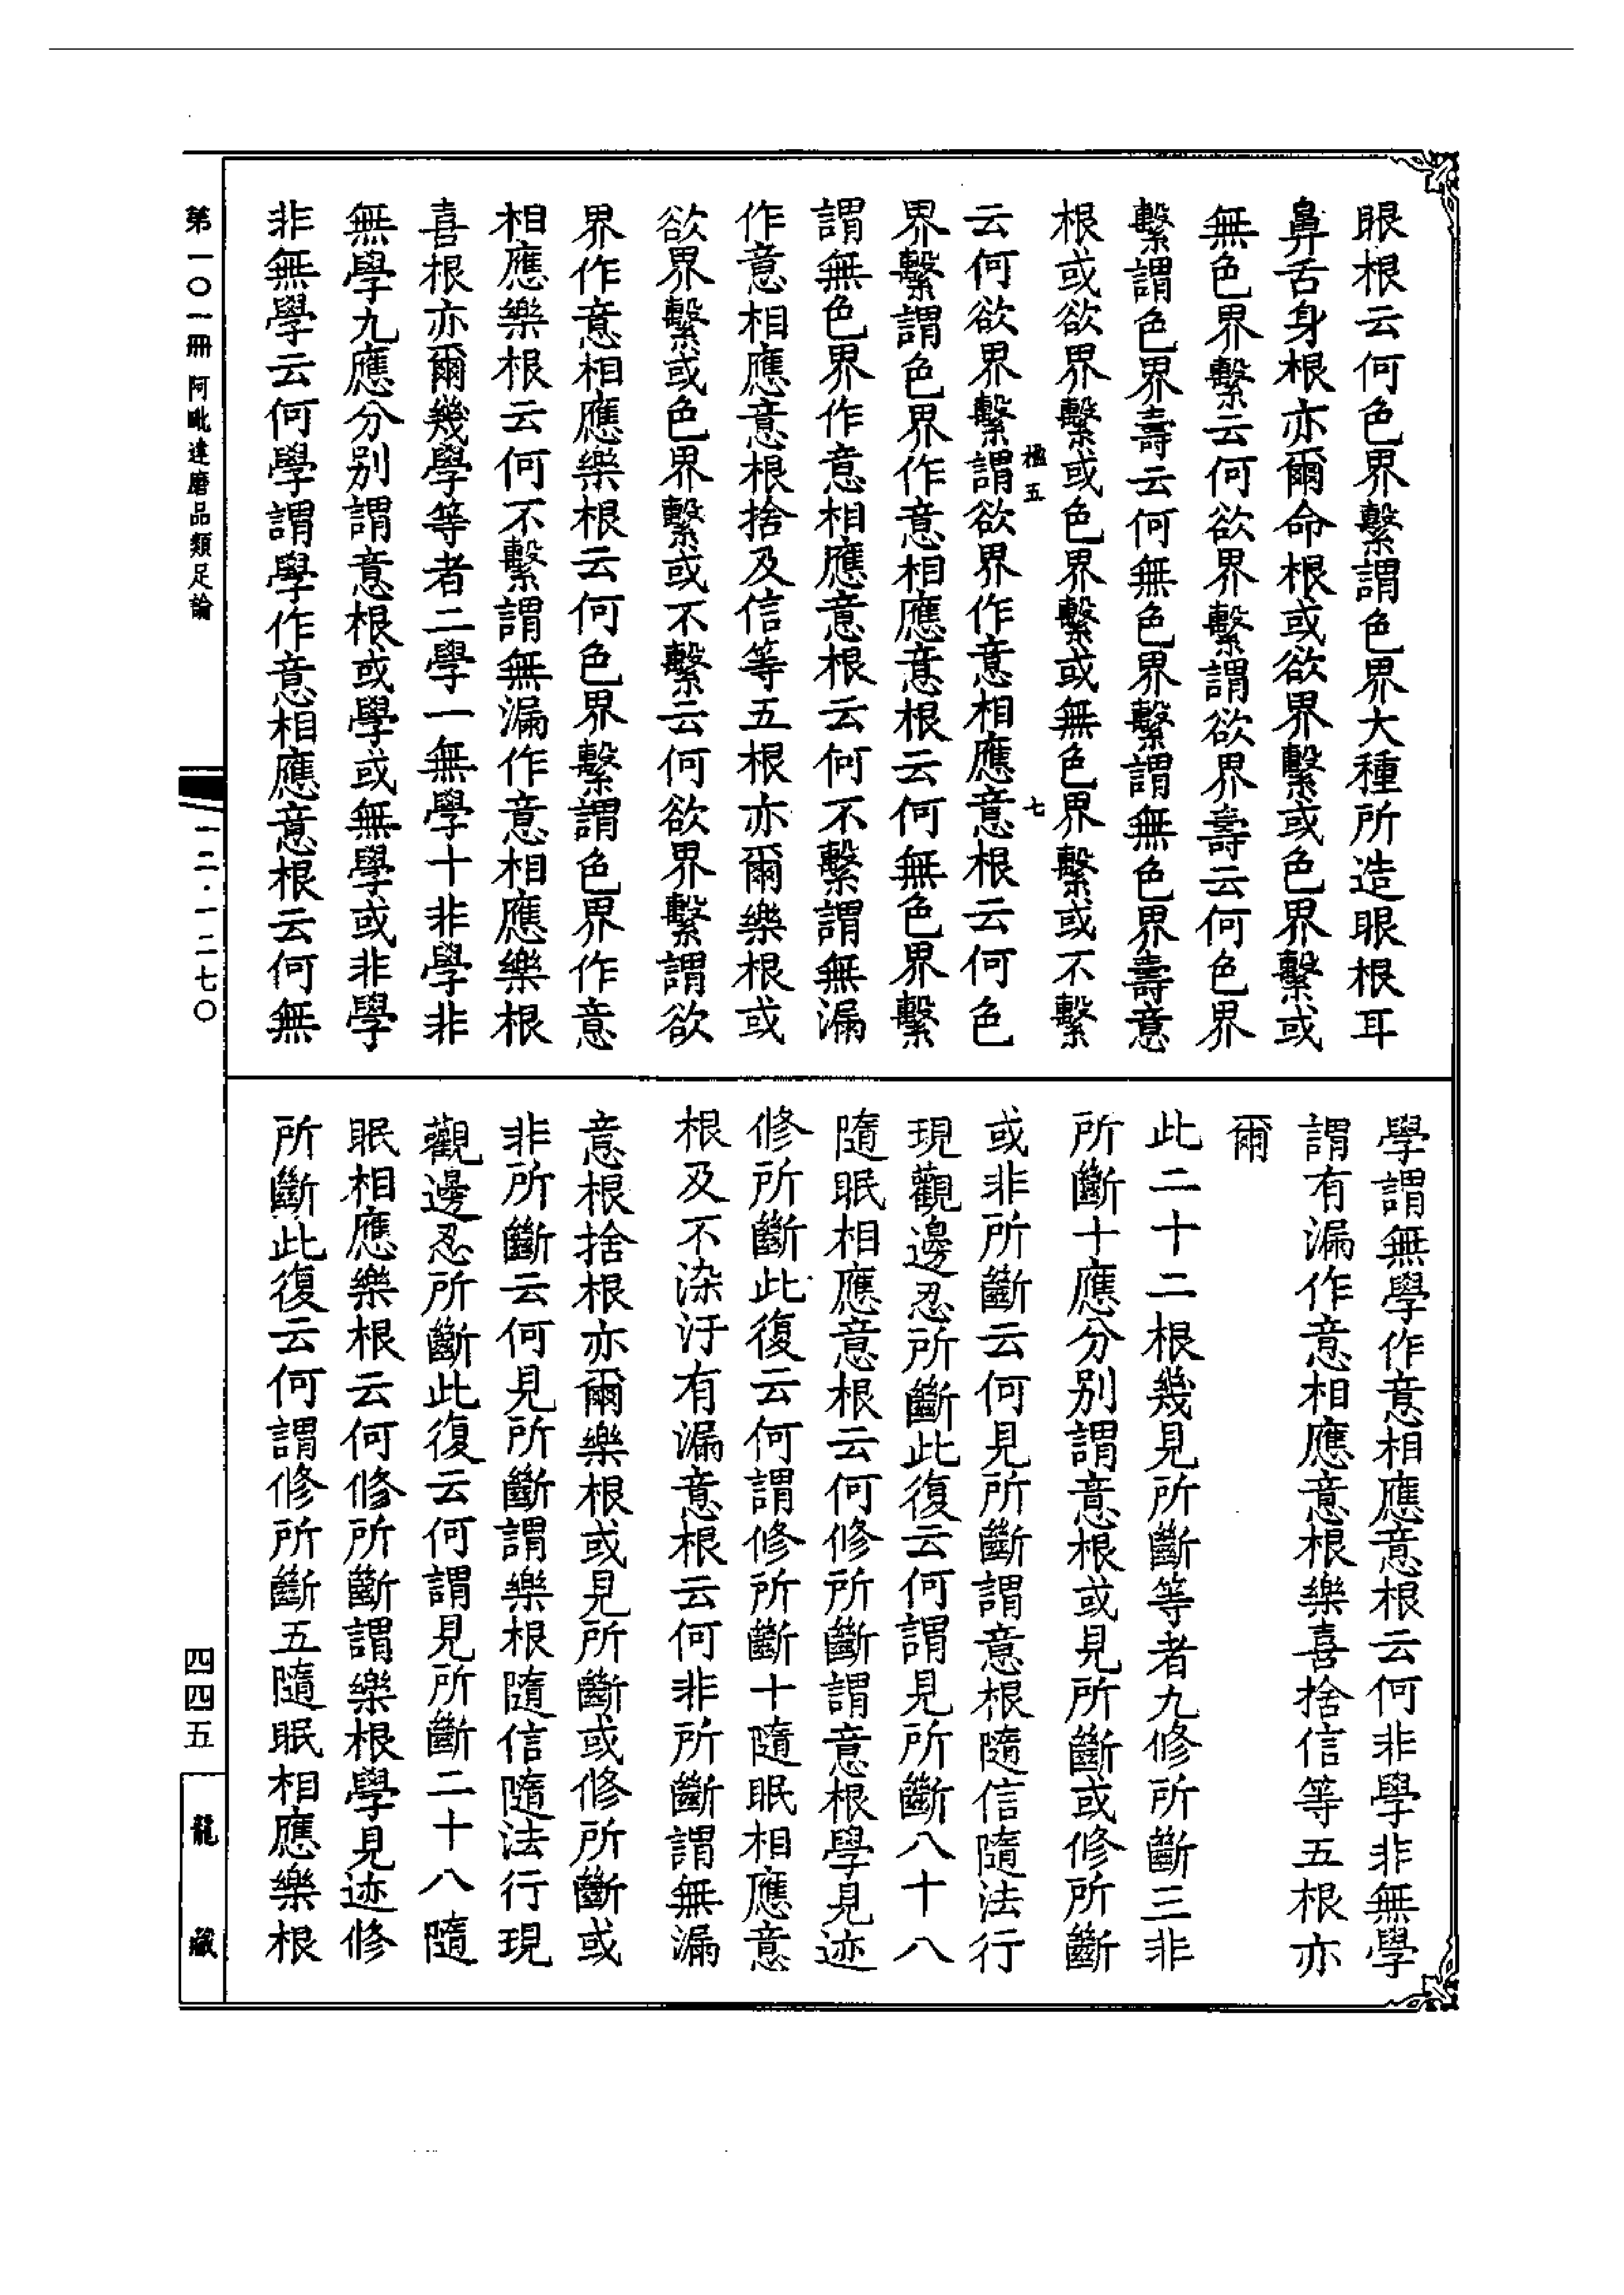 眼根云何色界繫謂色界大種所造眼根耳
鼻舌身根亦爾命根或欲界繫或色界繫或
無色界繫云何欲界繫謂欲界壽云何色界
繫謂色界壽云何無色界繫謂無色界壽意
根或欲界繫或色界繫或無色界繫或不繫
五 七
云何欲界繫謂欲界作意相應意根云何色
界繫謂色界作意相應意根云何無色界繫
謂無色界作意相應意根云何不繫謂無漏
作意相應意根捨及信等五根亦爾樂根或
欲界繫或色界繫或不繫云何欲界繫謂欲
界作意相應樂根云何色界繫謂色界作意
相應樂根云何不繫謂無漏作意相應樂根
喜根亦爾幾學等者二學一無學十非學非
無學九應分別謂意根或學或無學或非學
非無學云何學謂學作意相應意根云何無
學謂無學作意相應意根云何非學非無學
謂有漏作意相應意根樂喜捨信等五根亦
爾
此二十二根幾見所斷等者九修所斷三非
所斷十應分別謂意根或見所斷或修所斷
或非所斷云何見所斷謂意根隨信隨法行
現觀邊忍所斷此復云何謂見所斷八十八
隨眠相應意根云何修所斷謂意根學見迹
修所斷此復云何謂修所斷十隨眠相應意
根及不染汙有漏意根云何非所斷謂無漏
意根捨根亦爾樂根或見所斷或修所斷或
非所斷云何見所斷謂樂根隨信隨法行現
觀邊忍所斷此復云何謂見所斷二十八隨
眠相應樂根云何修所斷謂樂根學見迹修
所斷此復云何謂修所斷五隨眠相應樂根
第一〇一冊 阿毗達磨品類足論
一二·一二七〇
四四五
龍藏